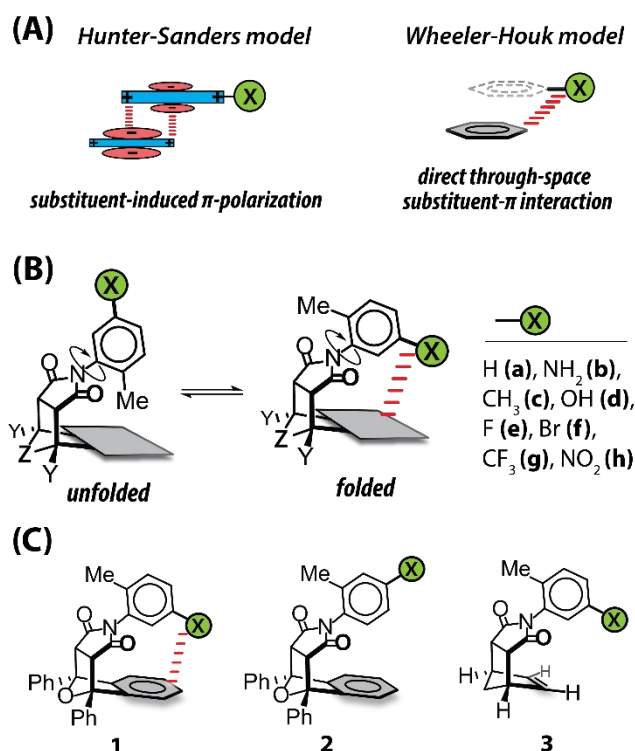 (A) Hunter-Sanders model Wheeler-Houk model
X X
+ - + - - + - +
substituent-induced π-polarization
direct through-space
substituent-π interaction
(B)
X
Me
O N O
Me
Y Z Y
unfolded
Me
X
O N O
Y Z Y
folded
X
H (a), NH₂ (b),
CH₃ (c), OH (d),
F (e), Br (f),
CF₃ (g), NO₂ (h)
(C)
Me X
O N O
Ph O Ph
1
Me X
O N O
Ph O Ph
2
Me X
O N O
H H H H
3